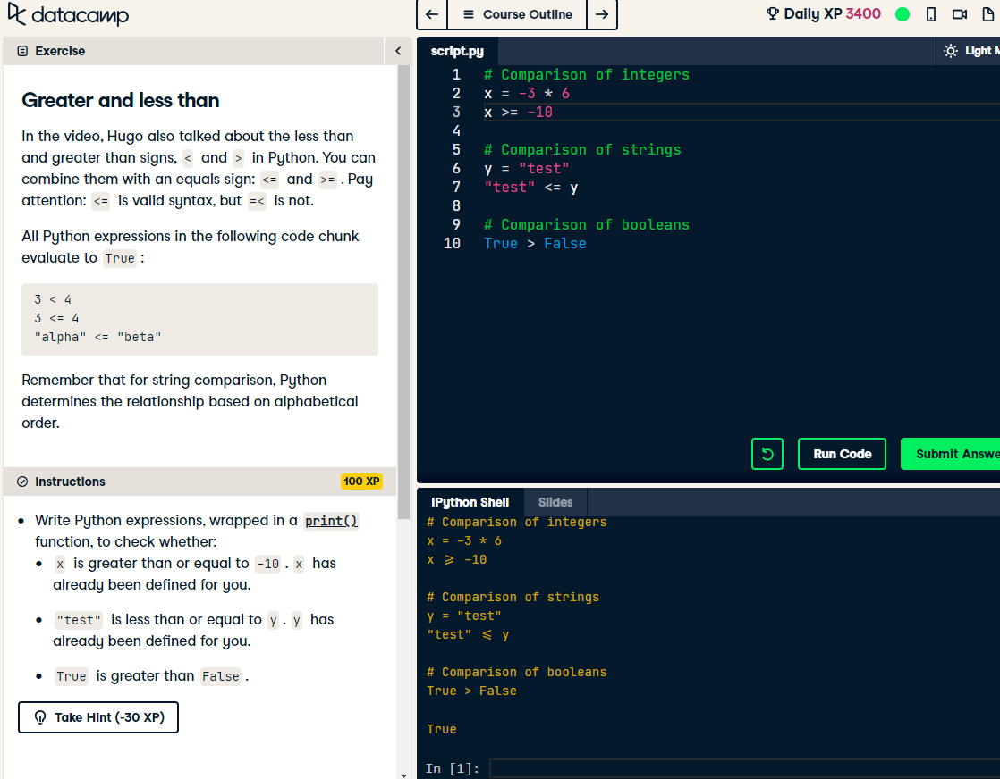 datacamp
Course Outline
Daily XP 3400
Exercise
Greater and less than
In the video, Hugo also talked about the less than
and greater than signs, < and > in Python. You can
combine them with an equals sign: <= and >= . Pay
attention: <= is valid syntax, but =< is not.
All Python expressions in the following code chunk
evaluate to True :
3 < 4
3 <= 4
"alpha" <= "beta"
Remember that for string comparison, Python
determines the relationship based on alphabetical
order.
Instructions
100 XP
Write Python expressions, wrapped in a print()
function, to check whether:
x is greater than or equal to -10 . x has
already been defined for you.
"test" is less than or equal to y . y has
already been defined for you.
True is greater than False .
Take Hint (-30 XP)
script.py
Light M
1 # Comparison of integers
2 x = -3 * 6
3 x >= -10
4
5 # Comparison of strings
6 y = "test"
7 "test" <= y
8
9 # Comparison of booleans
10 True > False
Run Code
Submit Answe
IPython Shell
Slides
# Comparison of integers
x = -3 * 6
x >= -10
# Comparison of strings
y = "test"
"test" <= y
# Comparison of booleans
True > False
True
In [1]: